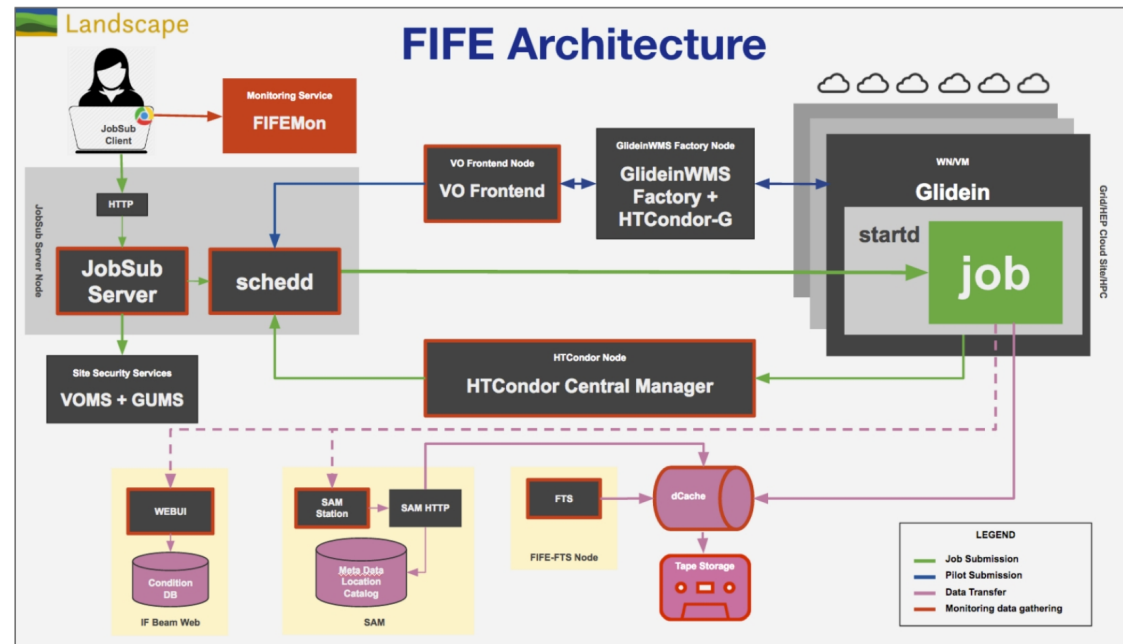 Landscape
FIFE Architecture
JobSub
Client
Monitoring Service
FIFEMon
HTTP
JobSub Server Node
JobSub
Server
schedd
Site Security Services
VOMS + GUMS
VO Frontend Node
VO Frontend
GlideinWMS Factory Node
GlideinWMS
Factory +
HTCondor-G
WN/VM
Glidein
startd
job
Grid/HEP Cloud Site/HPC
HTCondor Node
HTCondor Central Manager
WEBUI
Condition
DB
IF Beam Web
SAM
Station
SAM HTTP
Meta Data
Location
Catalog
SAM
FTS
FIFE-FTS Node
dCache
Tape Storage
LEGEND
Job Submission
Pilot Submission
Data Transfer
Monitoring data gathering